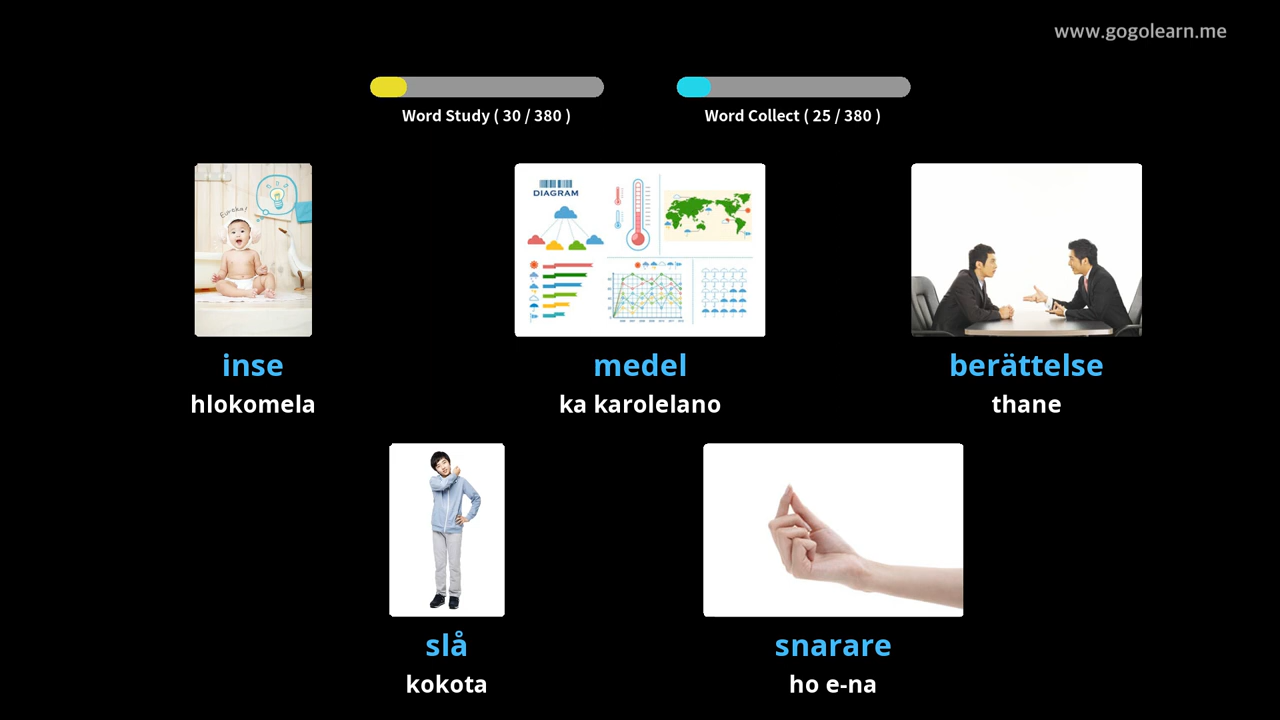 www.gogolearn.me
Word Study ( 30 / 380 )
Word Collect ( 25 / 380 )
Eureka!
DIAGRAM
inse
medel
berättelse
hlokomela
ka karolelano
thane
slå
snarare
kokota
ho e-na